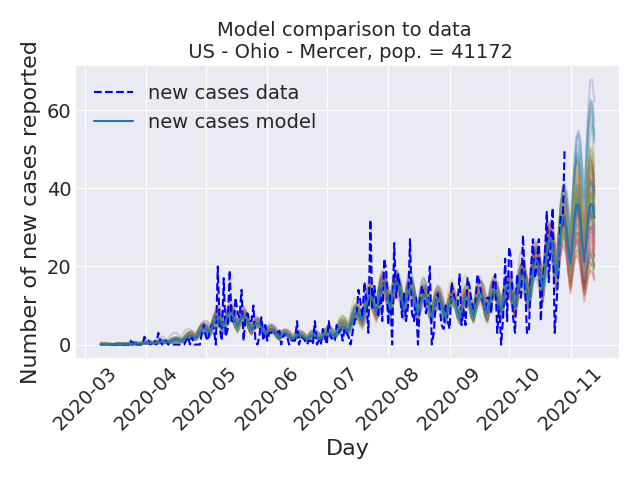 Model comparison to data
US - Ohio - Mercer, pop. = 41172
Number of new cases reported
60
40
20
0
new cases data
new cases model
2020-03
2020-04
2020-05
2020-06
2020-07
2020-08
2020-09
2020-10
2020-11
Day